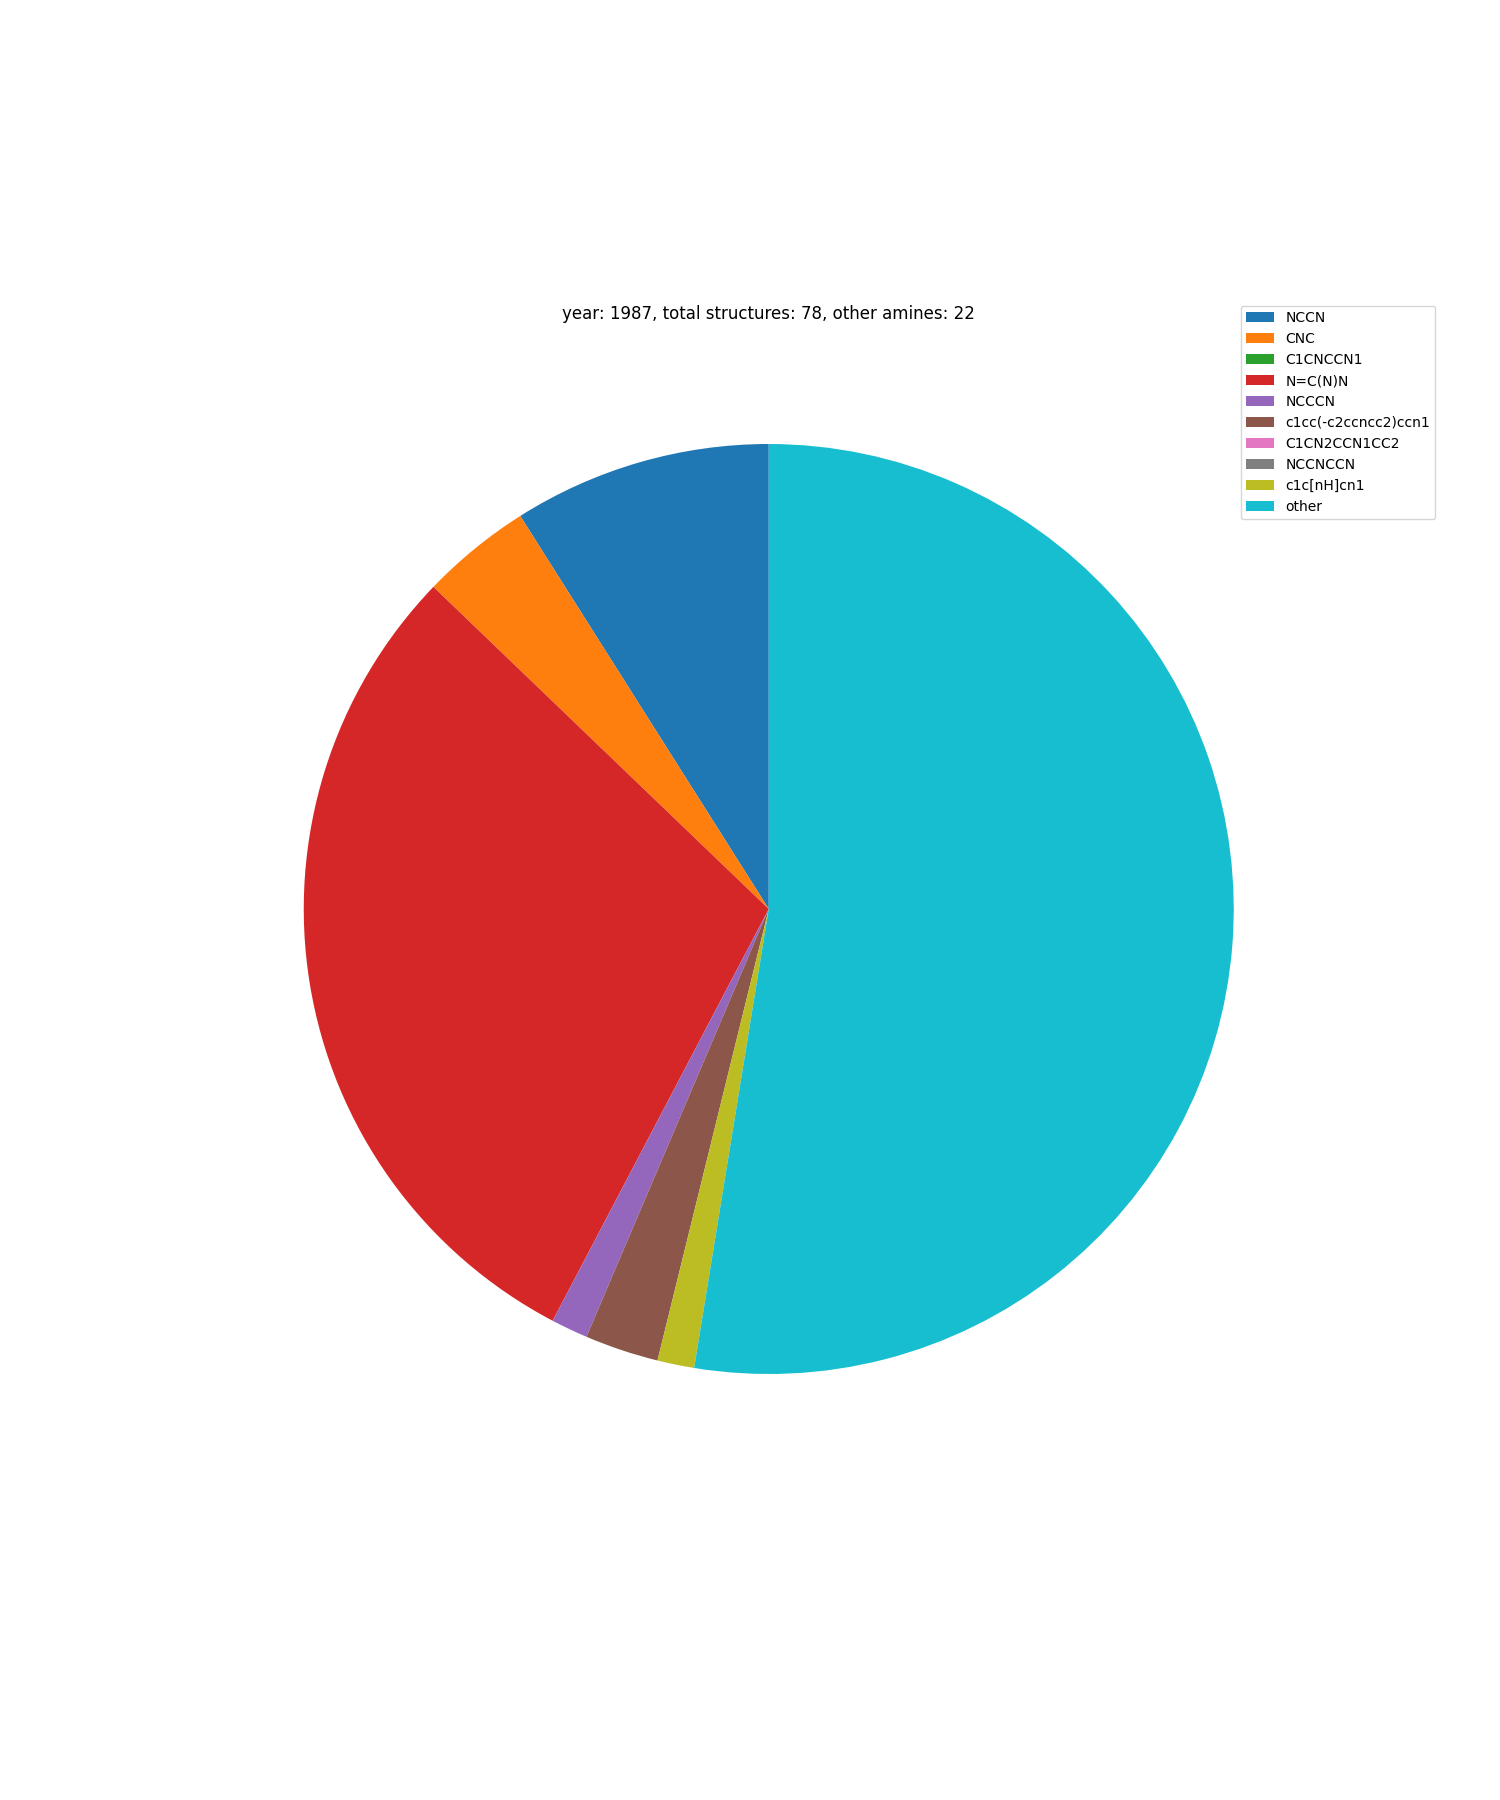 year: 1987, total structures: 78, other amines: 22
NCCN
CNC
C1CNCCN1
N=C(N)N
NCCCN
c1cc(-c2ccncc2)ccn1
C1CN2CCN1CC2
NCCNCCN
c1c[nH]cn1
other